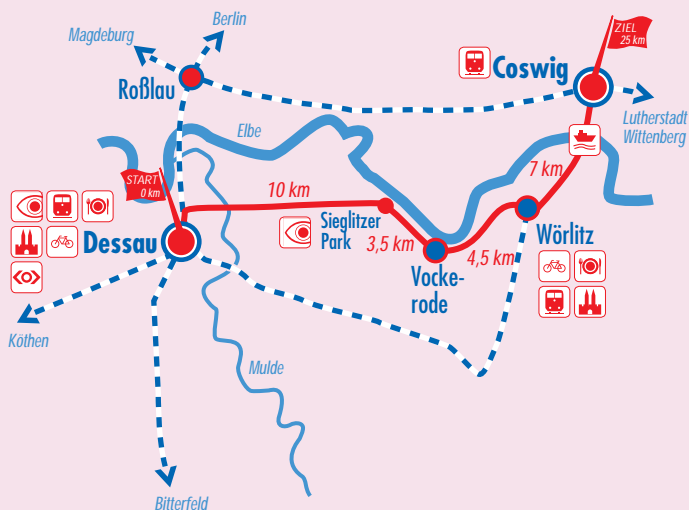 Berlin
Magdeburg
ZIEL
25 km
Coswig
Roßlau
Lutherstadt
Wittenberg
Elbe
START
0 km
7 km
10 km
Sieglitzer
Park
3,5 km
Wörlitz
Dessau
4,5 km
Vocke-
rode
Köthen
Mulde
Bitterfeld